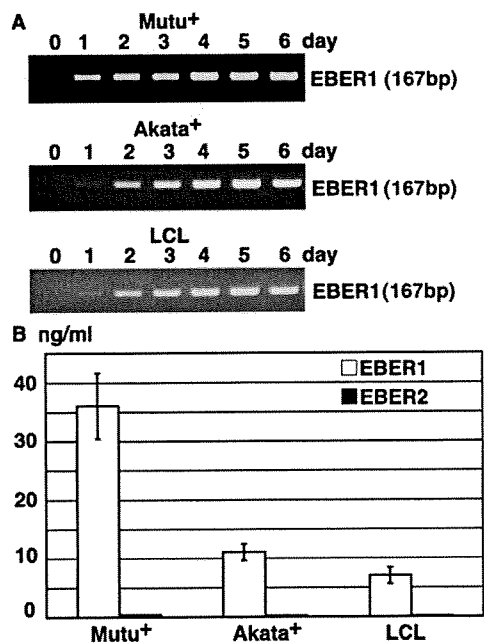 A
Mutu+
0 1 2 3 4 5 6 day
EBER1 (167bp)
Akata+
0 1 2 3 4 5 6 day
EBER1 (167bp)
LCL
0 1 2 3 4 5 6 day
EBER1 (167bp)
B ng/ml
EBER1
EBER2
40
30
20
10
0
Mutu+ Akata+ LCL